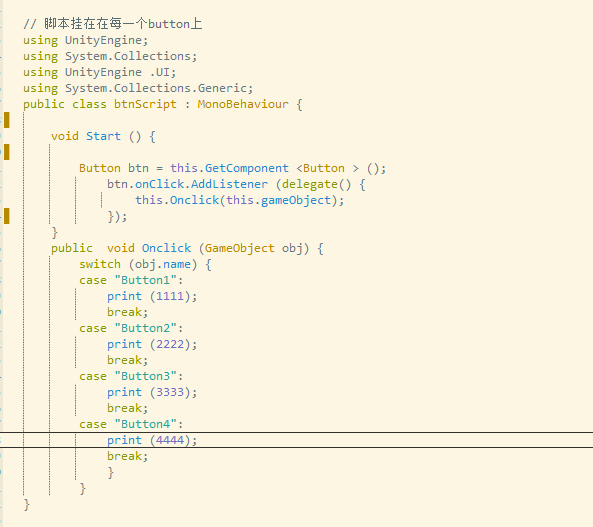 // 脚本挂在在每一个button上
using UnityEngine;
using System.Collections;
using UnityEngine .UI;
using System.Collections.Generic;
public class btnScript : MonoBehaviour {
void Start () {
Button btn = this.GetComponent <Button > ();
btn.onClick.AddListener (delegate() {
this.Onclick(this.gameObject);
});
}
public  void Onclick (GameObject obj) {
switch (obj.name) {
case "Button1":
print (1111);
break;
case "Button2":
print (2222);
break;
case "Button3":
print (3333);
break;
case "Button4":
print (4444);
break;
}
}
}